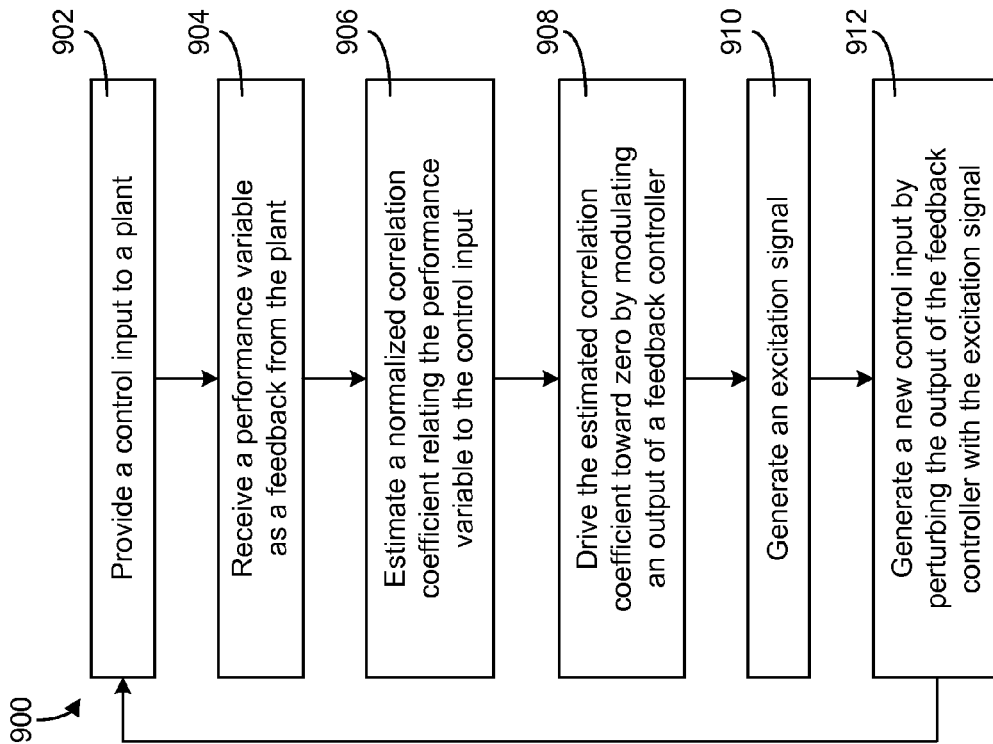 900
902
Provide a control input to a plant
904
Receive a performance variable
as a feedback from the plant
906
Estimate a normalized correlation
coefficient relating the performance
variable to the control input
908
Drive the estimated correlation
coefficient toward zero by modulating
an output of a feedback controller
910
Generate an excitation signal
912
Generate a new control input by
perturbing the output of the feedback
controller with the excitation signal